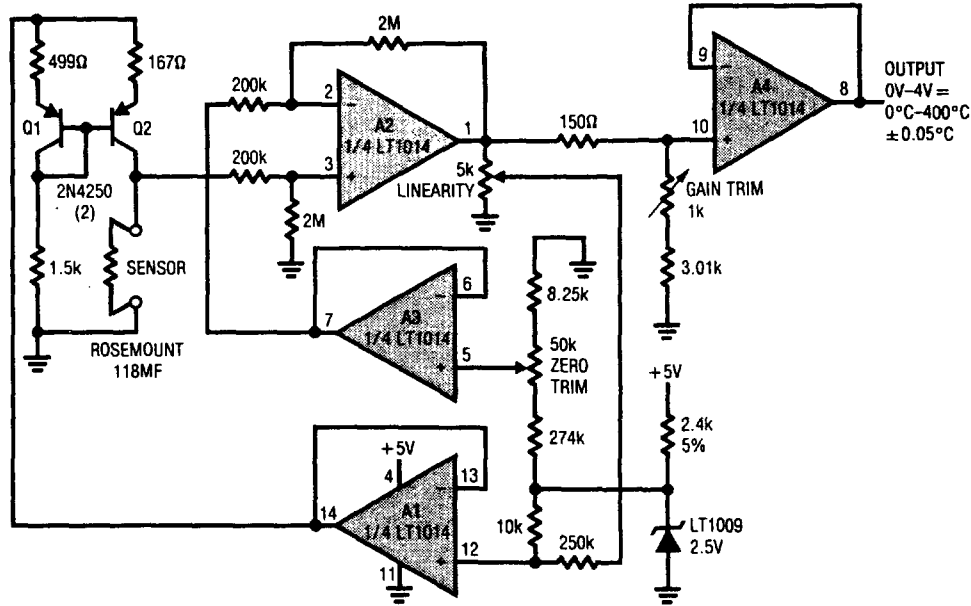 499Ω
167Ω
Q1
Q2
2N4250
(2)
1.5k
SENSOR
ROSEMOUNT
118MF
200k
200k
2M
2M
2
3
1
A2
1/4 LT1014
5k
LINEARITY
150Ω
9
10
8
A4
1/4 LT1014
OUTPUT
0V–4V =
0°C–400°C
±0.05°C
GAIN TRIM
1k
3.01k
7
6
5
A3
1/4 LT1014
8.25k
50k
ZERO
TRIM
274k
+5V
2.4k
5%
+5V
4
14
13
12
11
A1
1/4 LT1014
10k
250k
LT1009
2.5V